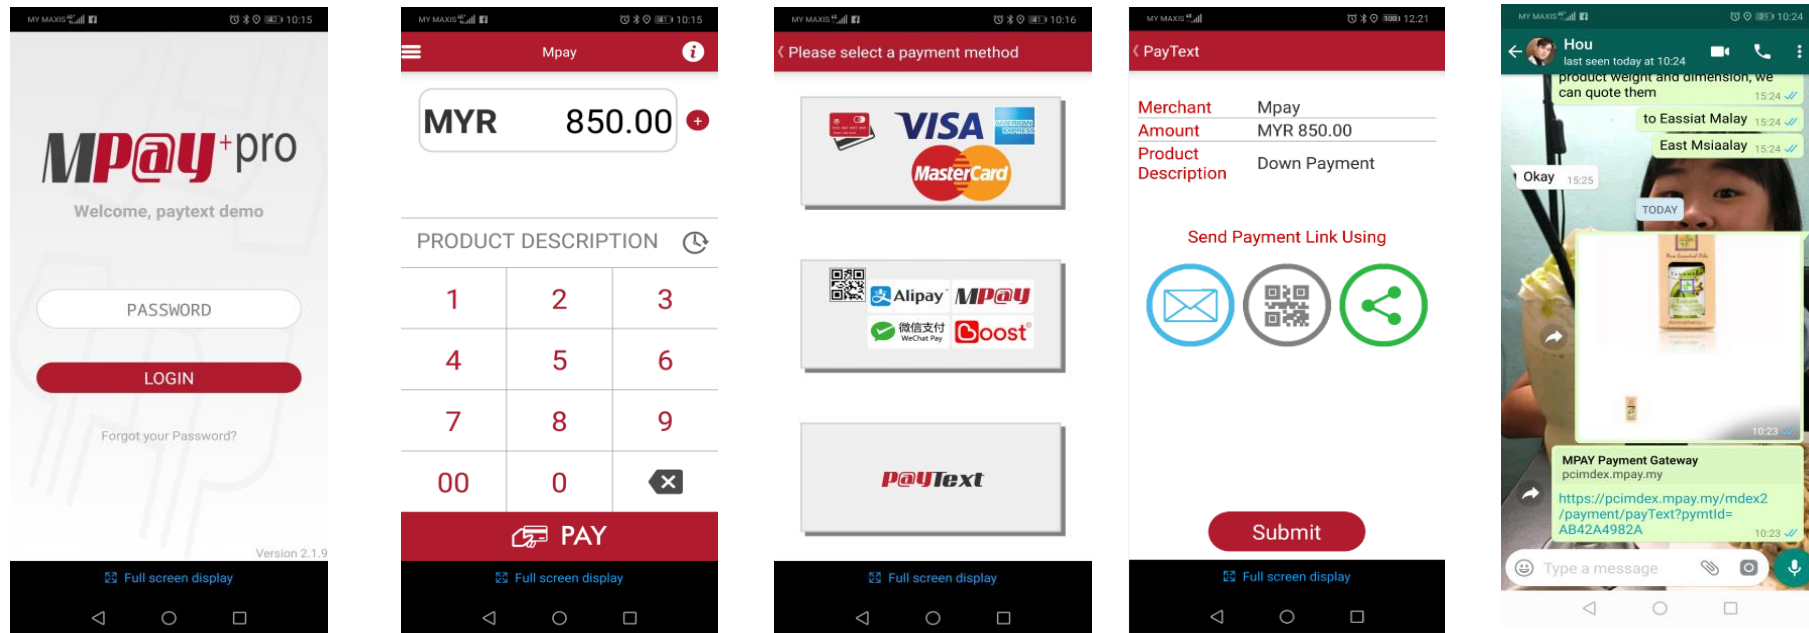 MY MAXIS 10:15
MPay+pro
Welcome, paytext demo
PASSWORD
LOGIN
Forgot your Password?
Version 2.1.9
Full screen display
MY MAXIS 10:15
Mpay
MYR 850.00
PRODUCT DESCRIPTION
1 2 3
4 5 6
7 8 9
00 0
PAY
Full screen display
MY MAXIS 10:16
Please select a payment method
VISA
AMERICAN EXPRESS
MasterCard
Alipay MP@y
微信支付
WeChat Pay
Boost
P@yText
Full screen display
MY MAXIS 100 12:21
PayText
Merchant Mpay
Amount MYR 850.00
Product
Description Down Payment
Send Payment Link Using
Submit
Full screen display
MY MAXIS 10:24
Hou
last seen today at 10:24
product weight and dimension, we
can quote them 15:24
to Eassiat Malay 15:24
East Msiaalay 15:24
Okay 15:25
TODAY
10:23
MPAY Payment Gateway
pcimdex.mpay.my
https://pcimdex.mpay.my/mdex2
/payment/payText?pymtId=
AB42A4982A 10:23
Type a message